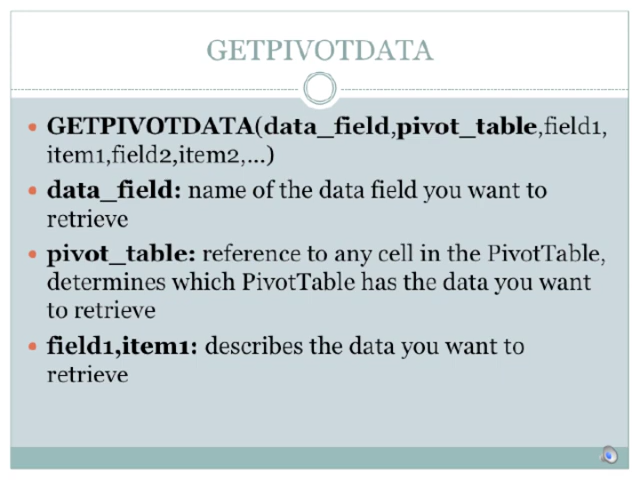 GETPIVOTDATA
• GETPIVOTDATA(data_field,pivot_table,field1,
item1,field2,item2,...)
• data_field: name of the data field you want to
retrieve
• pivot_table: reference to any cell in the PivotTable,
determines which PivotTable has the data you want
to retrieve
• field1,item1: describes the data you want to
retrieve